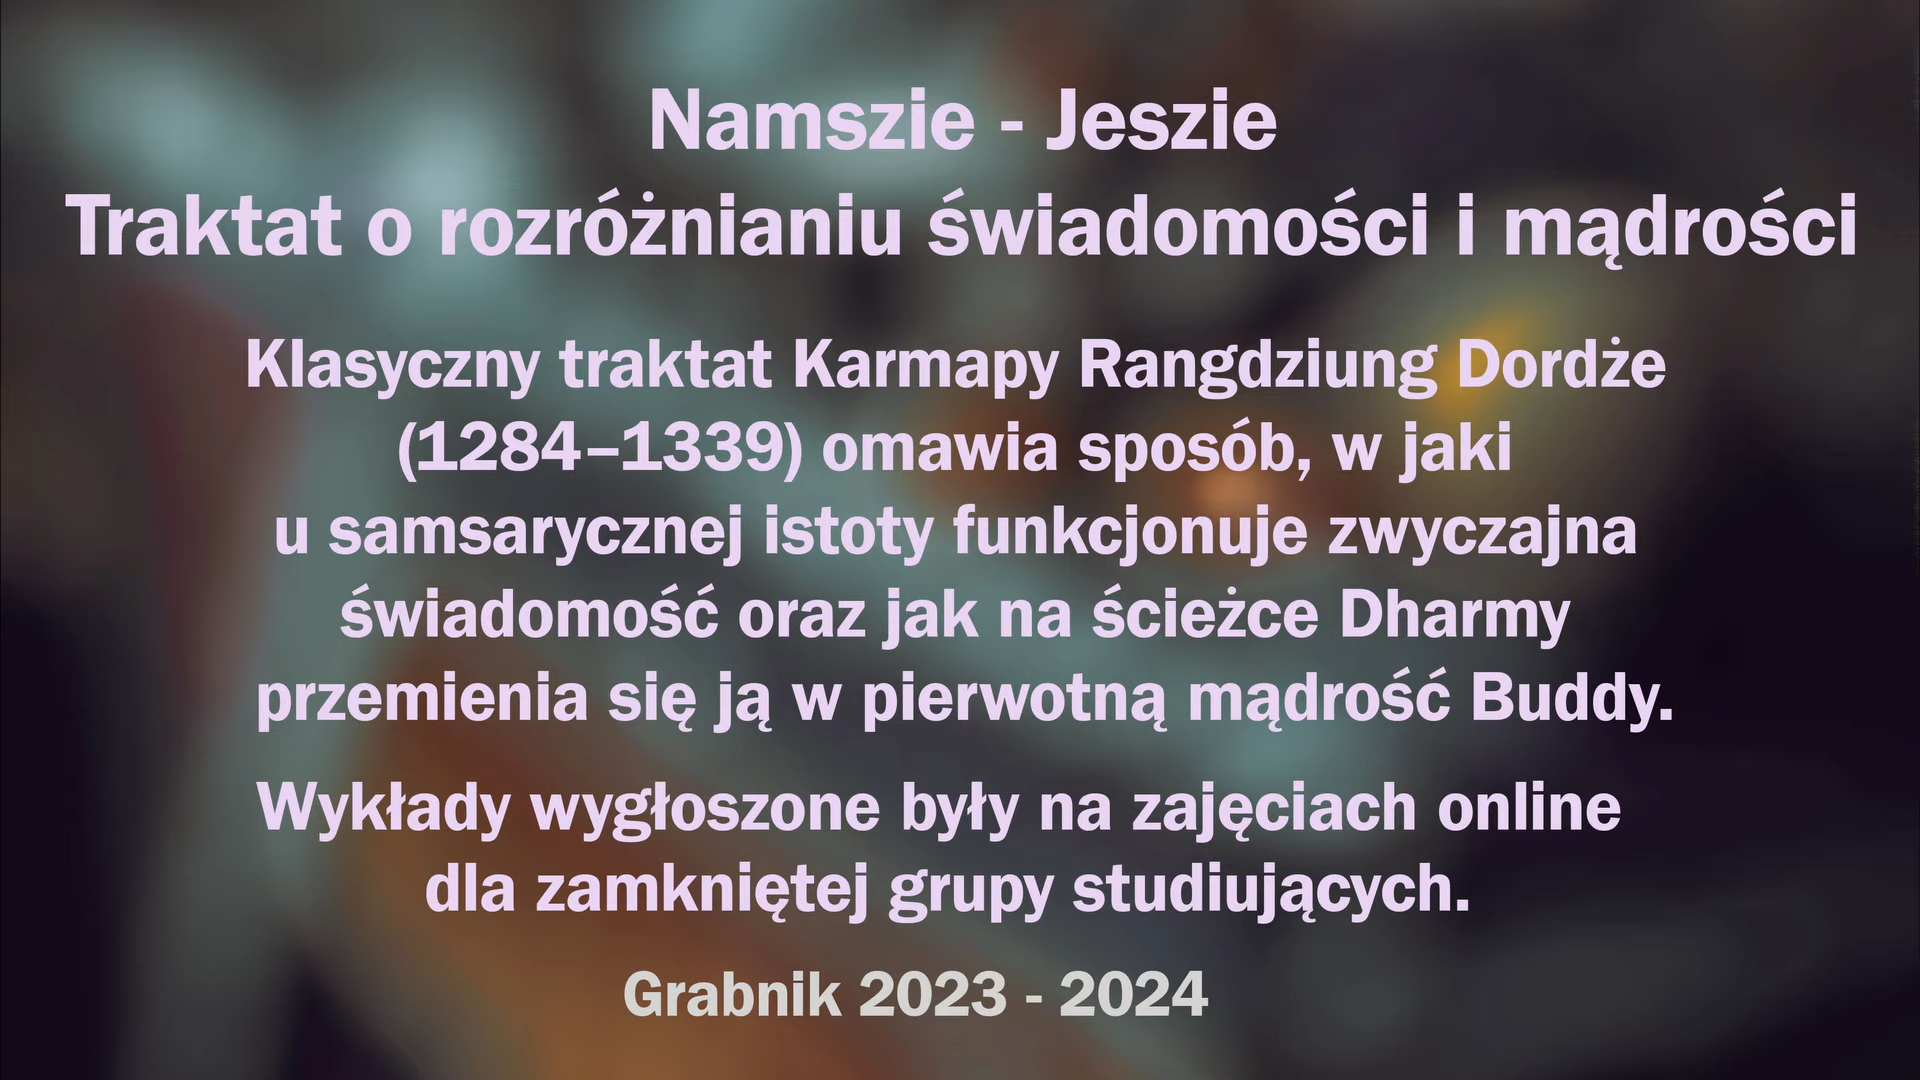 Namszie - Jeszie
Traktat o rozróżnianiu świadomości i mądrości
Klasyczny traktat Karmapy Rangdziung Dordże
(1284–1339) omawia sposób, w jaki
u samsarycznej istoty funkcjonuje zwyczajna
świadomość oraz jak na ścieżce Dharmy
przemienia się ją w pierwotną mądrość Buddy.
Wykłady wygłoszone były na zajęciach online
dla zamkniętej grupy studiujących.
Grabnik 2023 - 2024